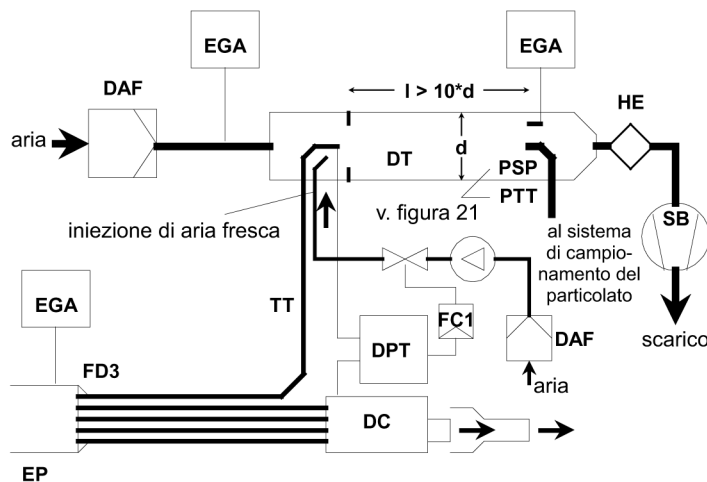 EGA
EGA
DAF
l > 10*d
HE
aria
d
DT
PSP
PTT
v. figura 21
iniezione di aria fresca
al sistema
di campio-
namento del
particolato
SB
EGA
TT
FC1
DPT
DAF
scarico
FD3
aria
DC
EP